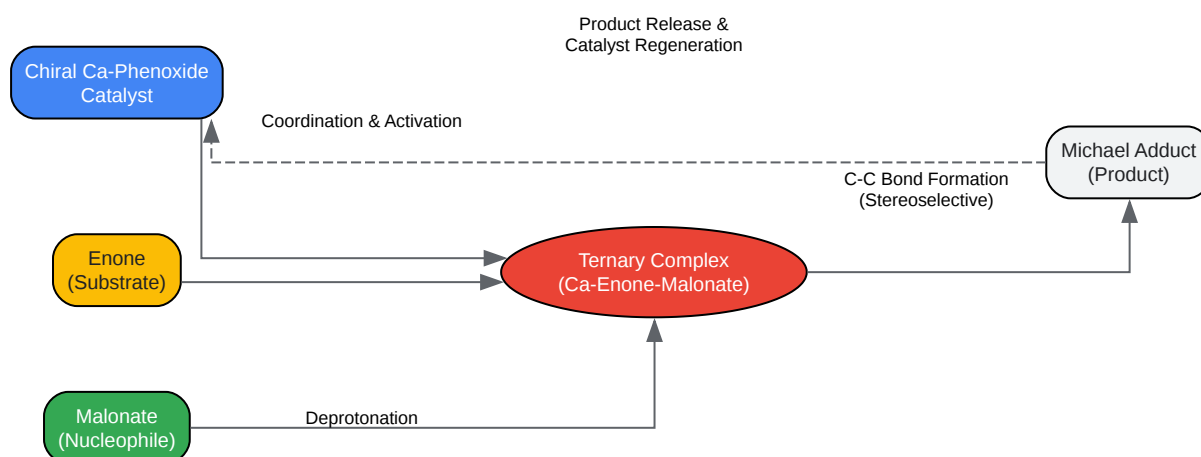 Product Release &
Catalyst Regeneration
Chiral Ca-Phenoxide
Catalyst
Coordination & Activation
Michael Adduct
(Product)
C-C Bond Formation
(Stereoselective)
Enone
(Substrate)
Ternary Complex
(Ca-Enone-Malonate)
Malonate
(Nucleophile)
Deprotonation